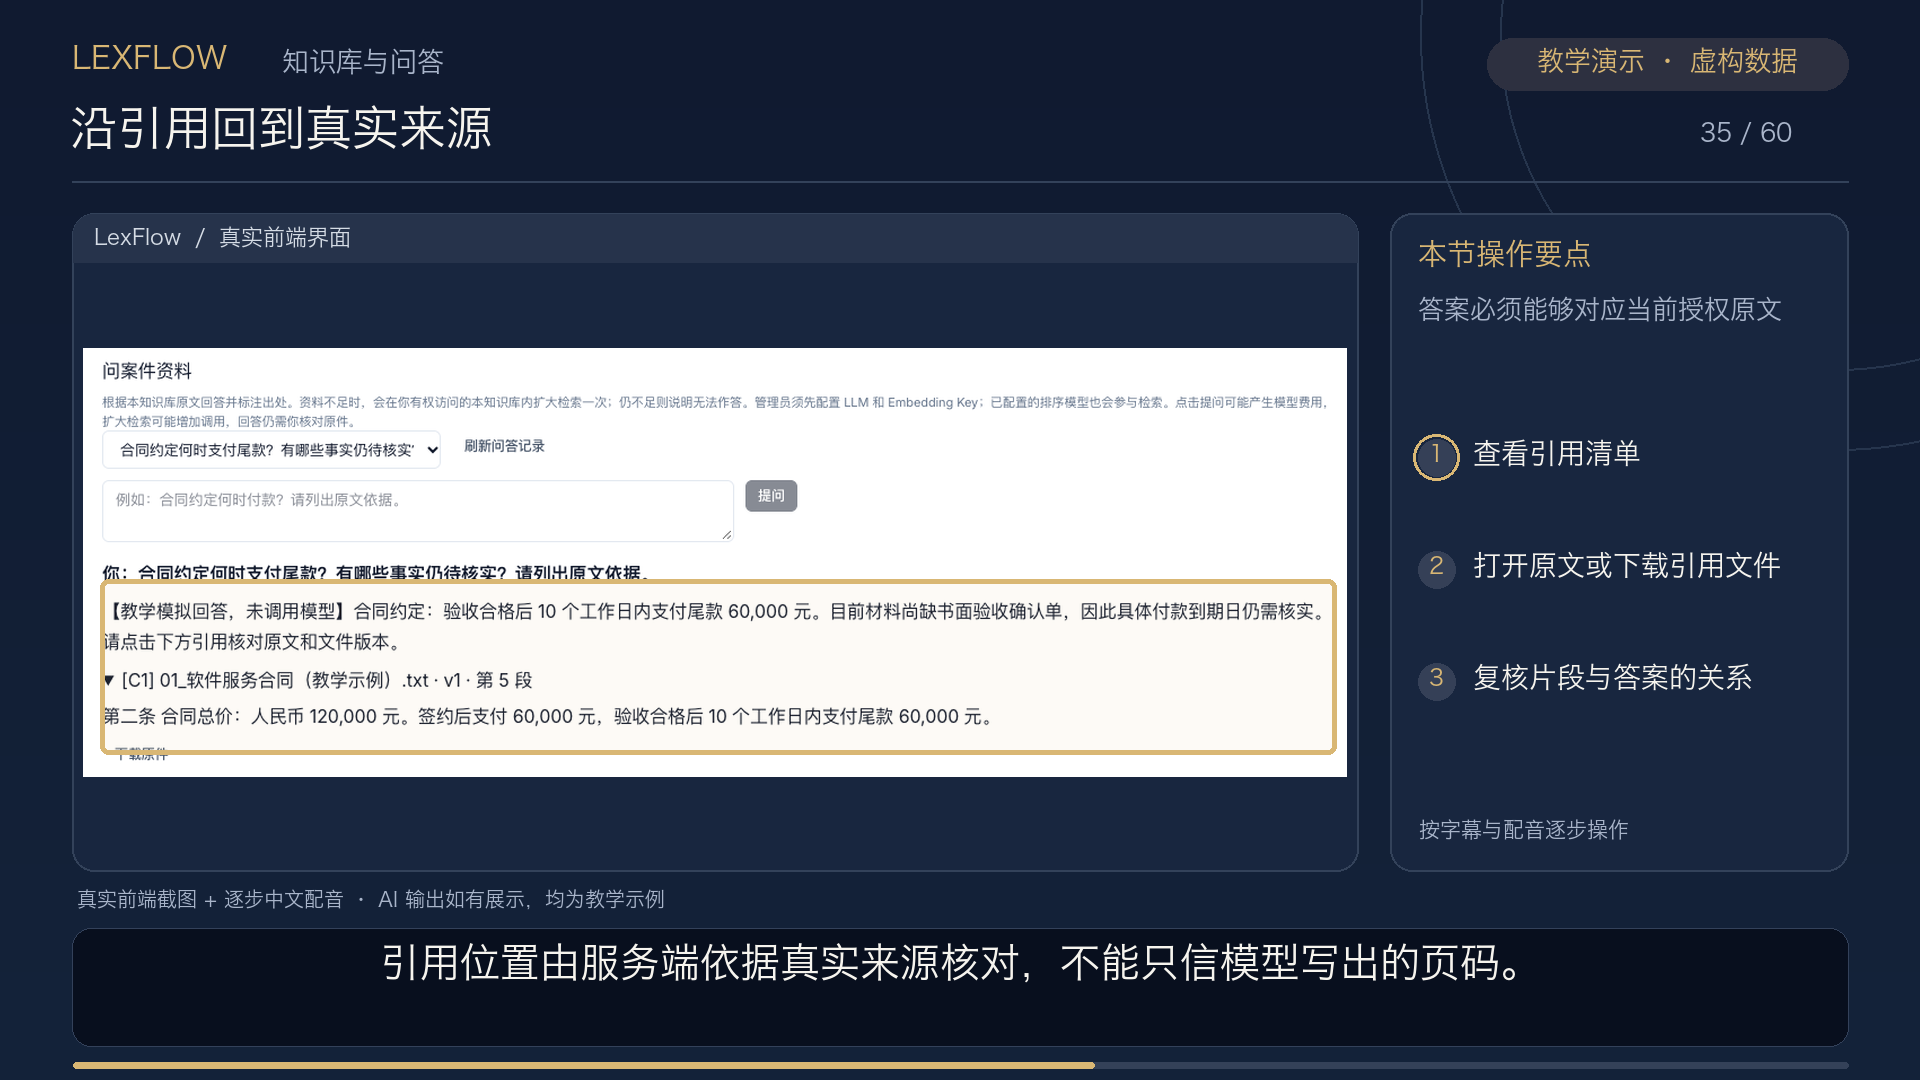 LEXFLOW 知识库与问答
教学演示 · 虚构数据
沿引用回到真实来源
35 / 60
LexFlow / 真实前端界面
问案件资料
根据本知识库原文回答并标注出处。资料不足时，会在你有权访问的本知识库内扩大检索一次；仍不足则说明无法作答。管理员须先配置 LLM 和 Embedding Key；已配置的排序模型也会参与检索。点击提问可能产生模型费用，
扩大检索可能增加调用，回答仍需你核对原件。
合同约定何时支付尾款？有哪些事实仍待核实
刷新问答记录
例如：合同约定何时付款？请列出原文依据。
提问
你：合同约定何时支付尾款？有哪些事实仍待核实？请列出原文依据。
【教学模拟回答，未调用模型】合同约定：验收合格后 10 个工作日内支付尾款 60,000 元。目前材料尚缺书面验收确认单，因此具体付款到期日仍需核实。
请点击下方引用核对原文和文件版本。
▼ [C1] 01_软件服务合同（教学示例）.txt · v1 · 第 5 段
第二条 合同总价：人民币 120,000 元。签约后支付 60,000 元，验收合格后 10 个工作日内支付尾款 60,000 元。
下载原件
本节操作要点
答案必须能够对应当前授权原文
1 查看引用清单
2 打开原文或下载引用文件
3 复核片段与答案的关系
按字幕与配音逐步操作
真实前端截图 + 逐步中文配音 · AI 输出如有展示，均为教学示例
引用位置由服务端依据真实来源核对，不能只信模型写出的页码。